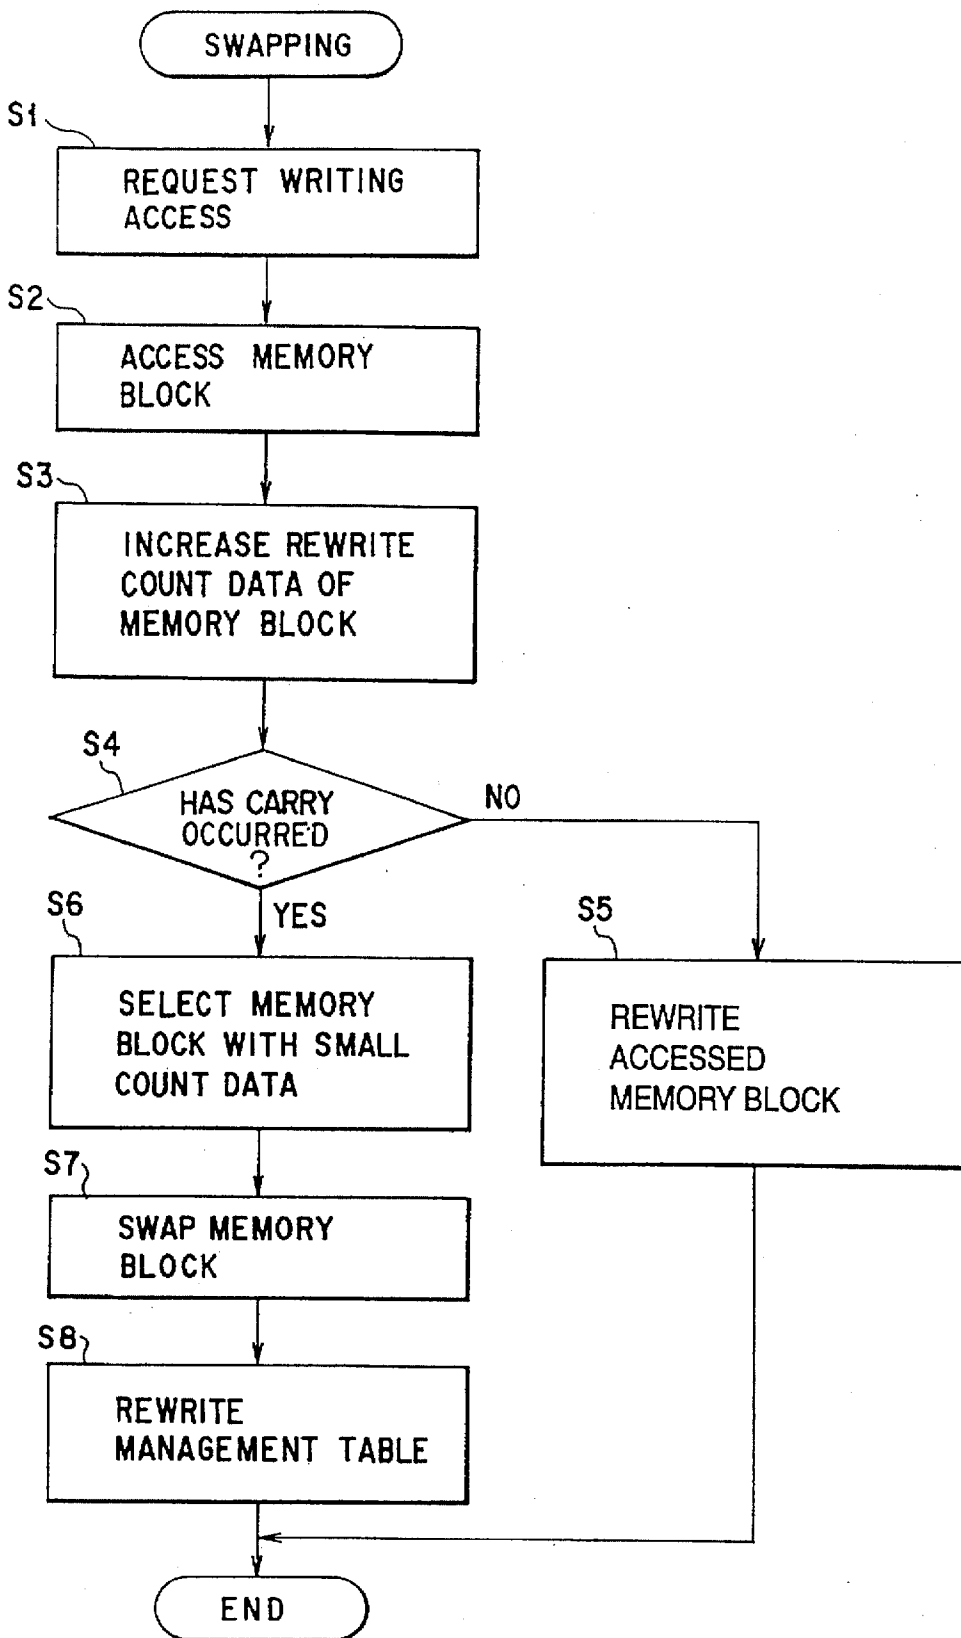 SWAPPING
S1
REQUEST WRITING
ACCESS
S2
ACCESS MEMORY
BLOCK
S3
INCREASE REWRITE
COUNT DATA OF
MEMORY BLOCK
S4
HAS CARRY
OCCURRED
?
NO
YES
S5
REWRITE
ACCESSED
MEMORY BLOCK
S6
SELECT MEMORY
BLOCK WITH SMALL
COUNT DATA
S7
SWAP MEMORY
BLOCK
S8
REWRITE
MANAGEMENT TABLE
END